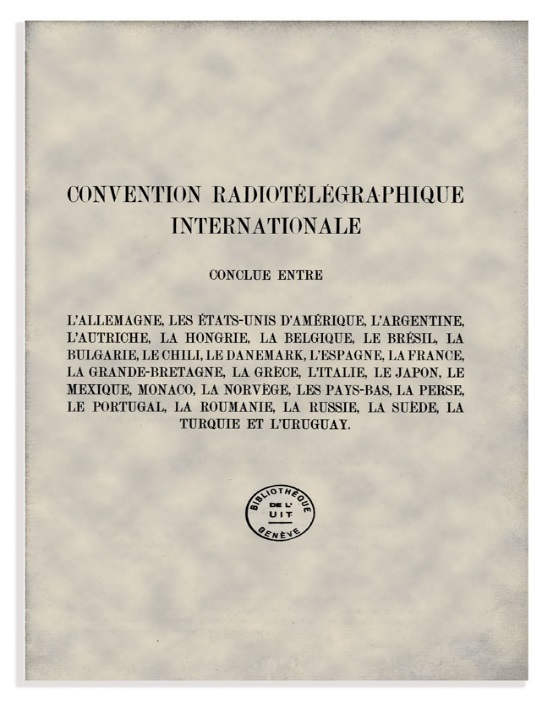 CONVENTION RADIOTÉLÉGRAPHIQUE
INTERNATIONALE
CONCLUE ENTRE
L'ALLEMAGNE, LES ÉTATS-UNIS D'AMÉRIQUE, L'ARGENTINE,
L'AUTRICHE, LA HONGRIE, LA BELGIQUE, LE BRÉSIL, LA
BULGARIE, LE CHILI, LE DANEMARK, L'ESPAGNE, LA FRANCE,
LA GRANDE-BRETAGNE, LA GRÈCE, L'ITALIE, LE JAPON, LE
MEXIQUE, MONACO, LA NORVÈGE, LES PAYS-BAS, LA PERSE,
LE PORTUGAL, LA ROUMANIE, LA RUSSIE, LA SUÈDE, LA
TURQUIE ET L'URUGUAY.
BIBLIOTHÈQUE
DE L'
UIT
GENÈVE